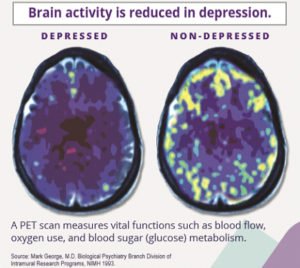 Brain activity is reduced in depression.
DEPRESSED
NON-DEPRESSED
A PET scan measures vital functions such as blood flow,
oxygen use, and blood sugar (glucose) metabolism.
Source: Mark George, M.D. Biological Psychiatry Branch Division of
Intramural Research Programs, NIMH 1993.